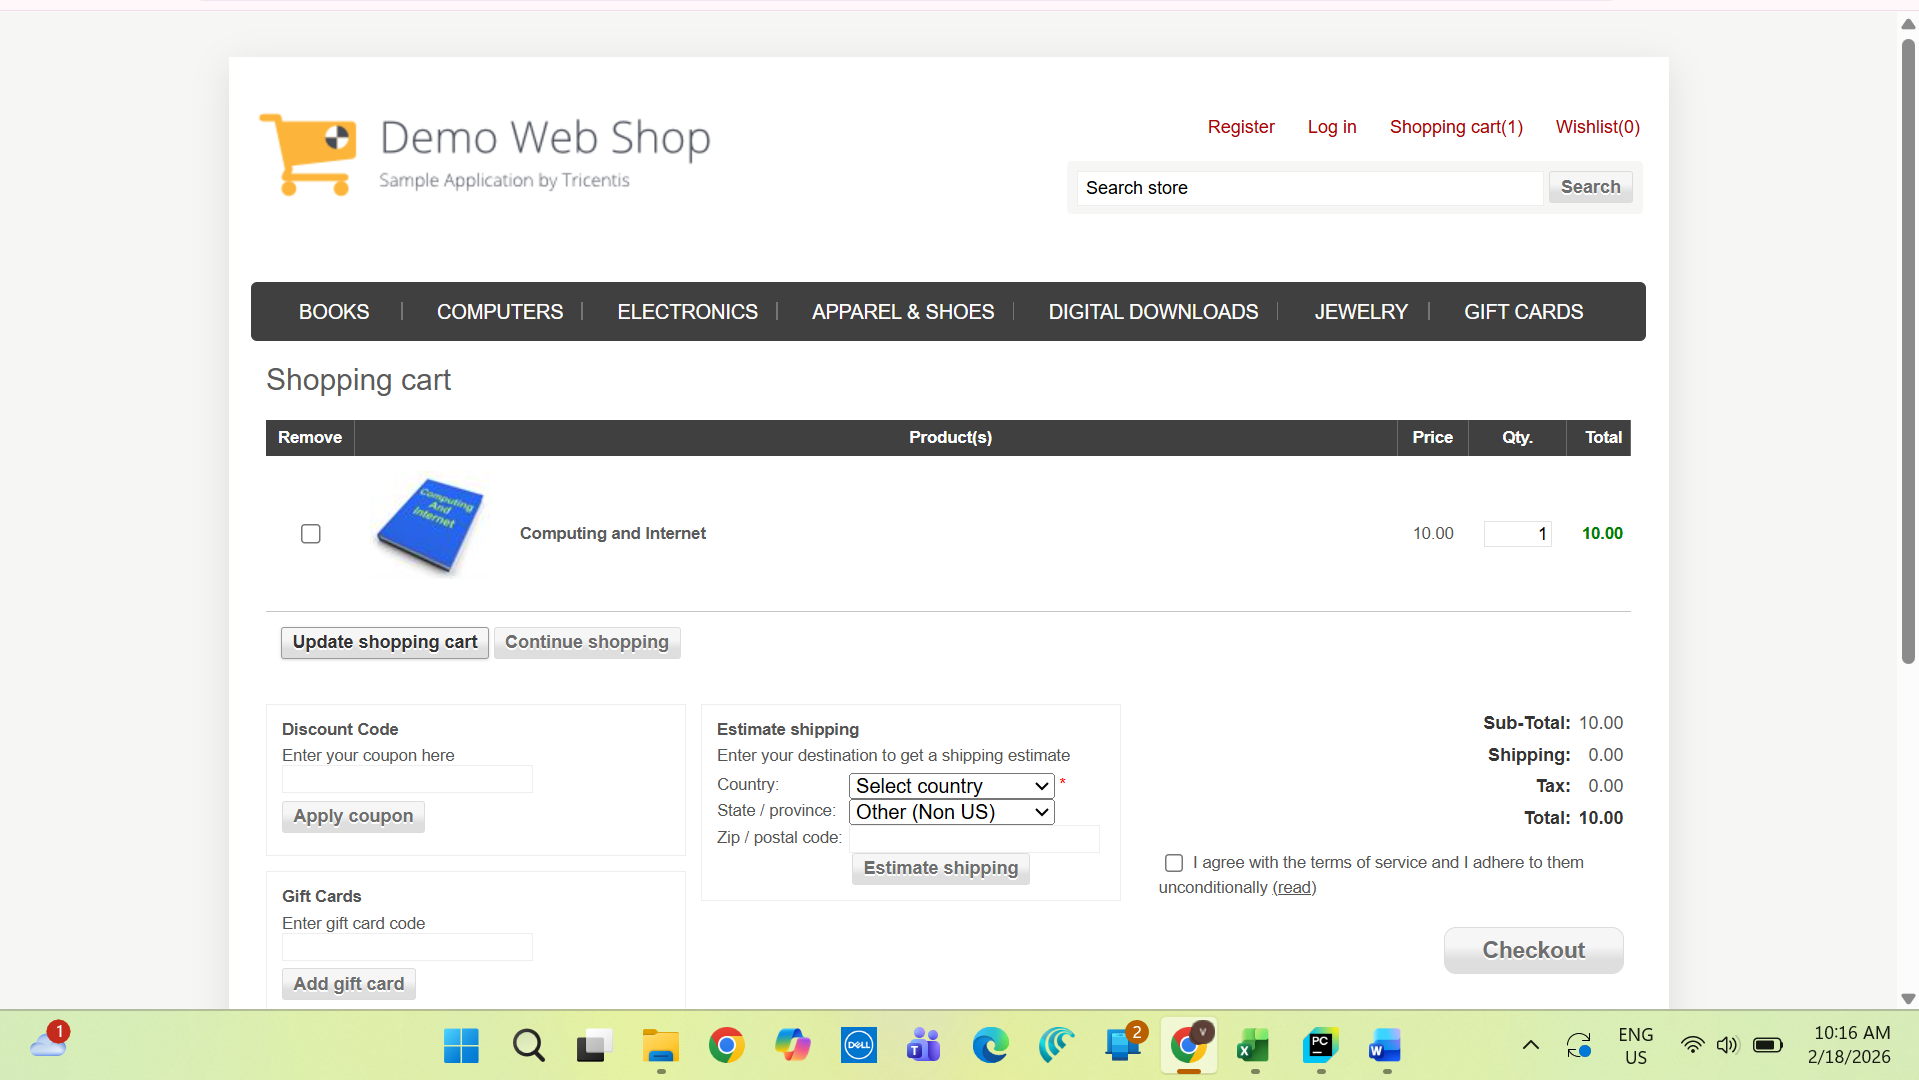 Demo Web Shop
Sample Application by Tricentis
Register Log in Shopping cart(1) Wishlist(0)
Search store Search
BOOKS COMPUTERS ELECTRONICS APPAREL & SHOES DIGITAL DOWNLOADS JEWELRY GIFT CARDS
Shopping cart
Remove Product(s) Price Qty. Total
Computing
And
Internet
Computing and Internet 10.00 1 10.00
Update shopping cart Continue shopping
Discount Code
Enter your coupon here
Apply coupon
Gift Cards
Enter gift card code
Add gift card
Estimate shipping
Enter your destination to get a shipping estimate
Country: Select country *
State / province: Other (Non US)
Zip / postal code:
Estimate shipping
Sub-Total: 10.00
Shipping: 0.00
Tax: 0.00
Total: 10.00
I agree with the terms of service and I adhere to them
unconditionally (read)
Checkout
1
DELL
T
2
V
X
PC
W
ENG
US
10:16 AM
2/18/2026